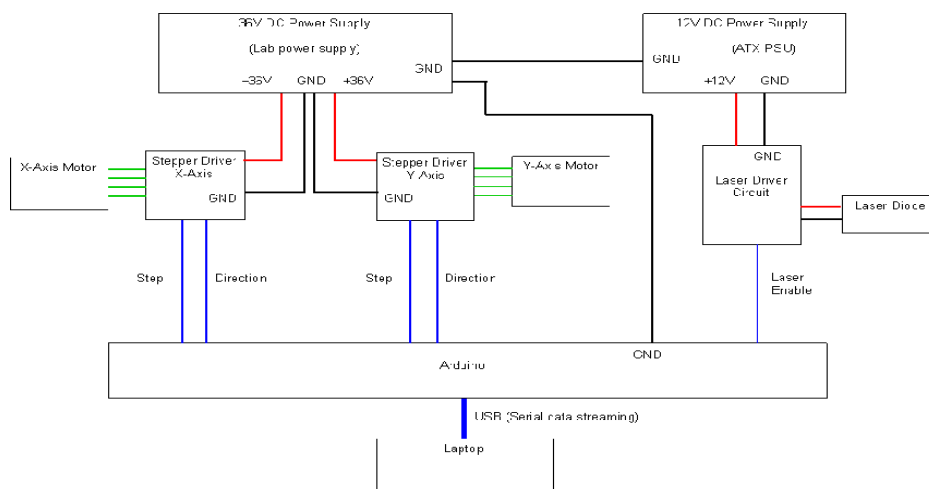 36V DC Power Supply
(Lab power supply)
GND
+36V GND +36V
12V DC Power Supply
(ATX PSU)
GND
+12V GND
X-Axis Motor
Stepper Driver
X-Axis
GND
Stepper Driver
Y-Axis
GND
Y-Axis Motor
GND
Laser Driver
Circuit
Laser Diode
Step Direction
Step Direction
Laser
Enable
GND
Arduino
USB (Serial data streaming)
Laptop